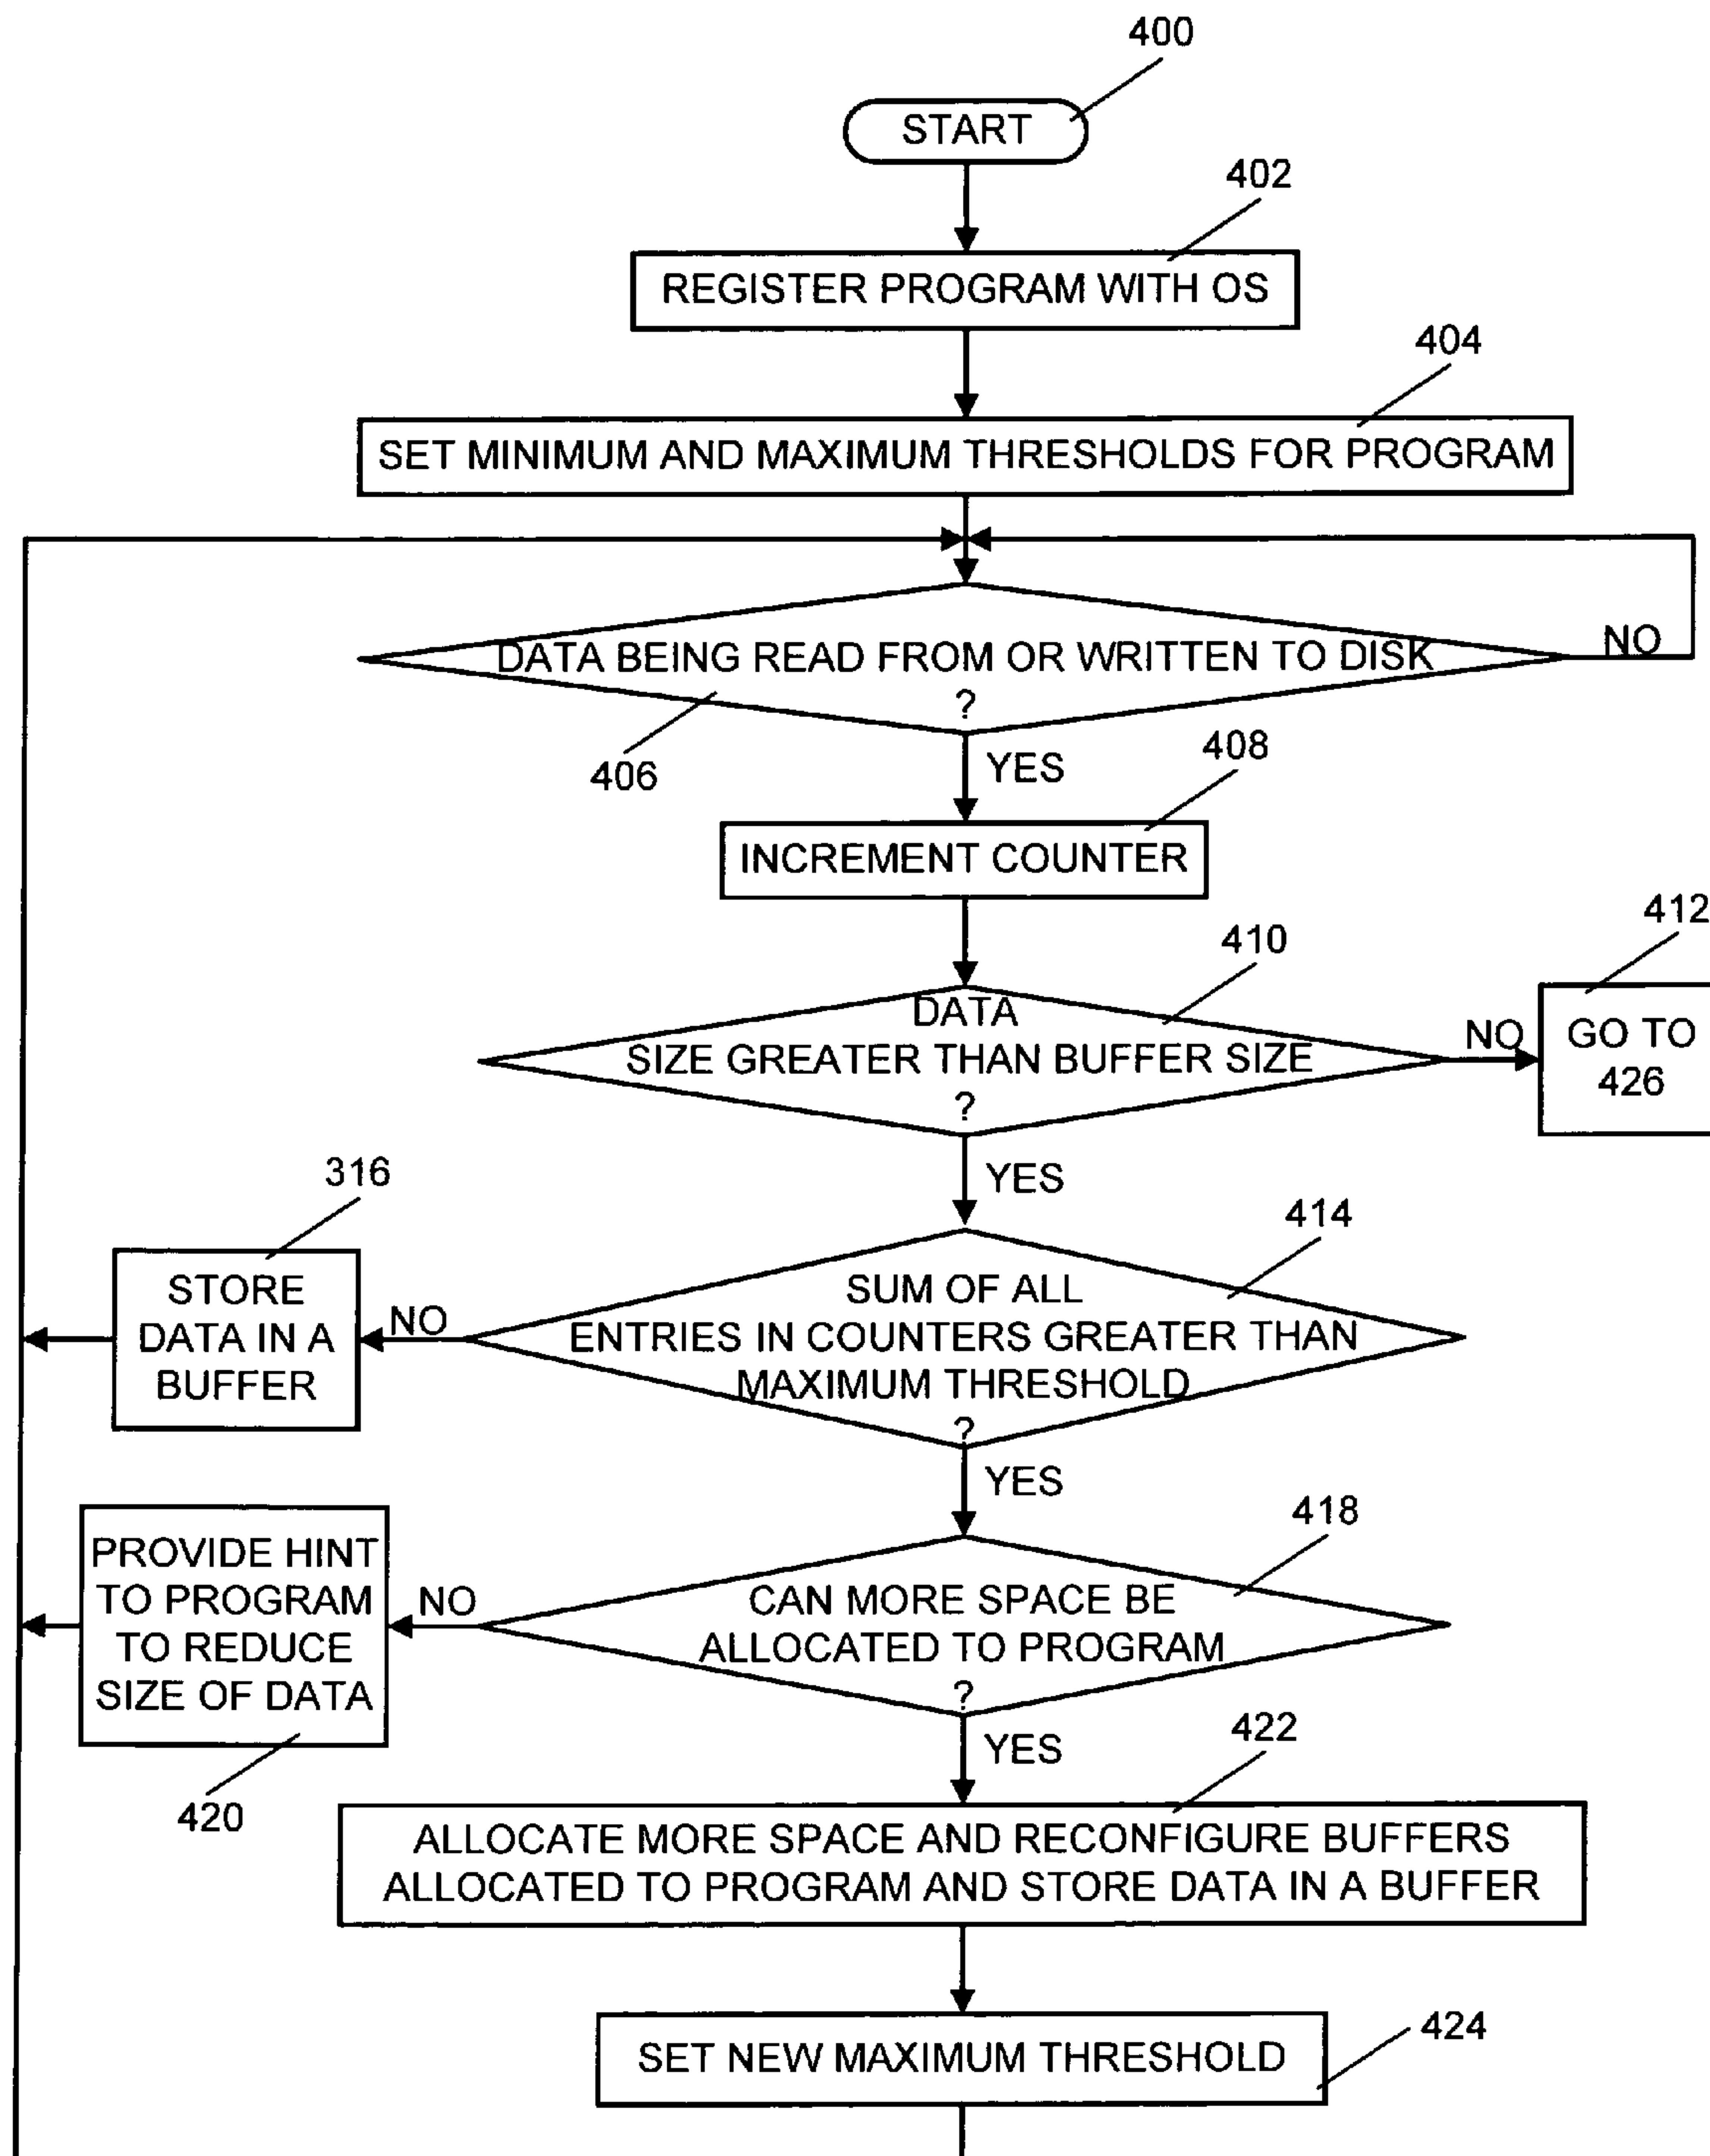 400
START
402
REGISTER PROGRAM WITH OS
404
SET MINIMUM AND MAXIMUM THRESHOLDS FOR PROGRAM
DATA BEING READ FROM OR WRITTEN TO DISK
?
NO
406
YES
408
INCREMENT COUNTER
410
412
DATA
SIZE GREATER THAN BUFFER SIZE
?
NO
GO TO
426
YES
316
414
STORE
DATA IN A
BUFFER
NO
SUM OF ALL
ENTRIES IN COUNTERS GREATER THAN
MAXIMUM THRESHOLD
?
YES
418
PROVIDE HINT
TO PROGRAM
TO REDUCE
SIZE OF DATA
NO
CAN MORE SPACE BE
ALLOCATED TO PROGRAM
?
420
YES
422
ALLOCATE MORE SPACE AND RECONFIGURE BUFFERS
ALLOCATED TO PROGRAM AND STORE DATA IN A BUFFER
424
SET NEW MAXIMUM THRESHOLD